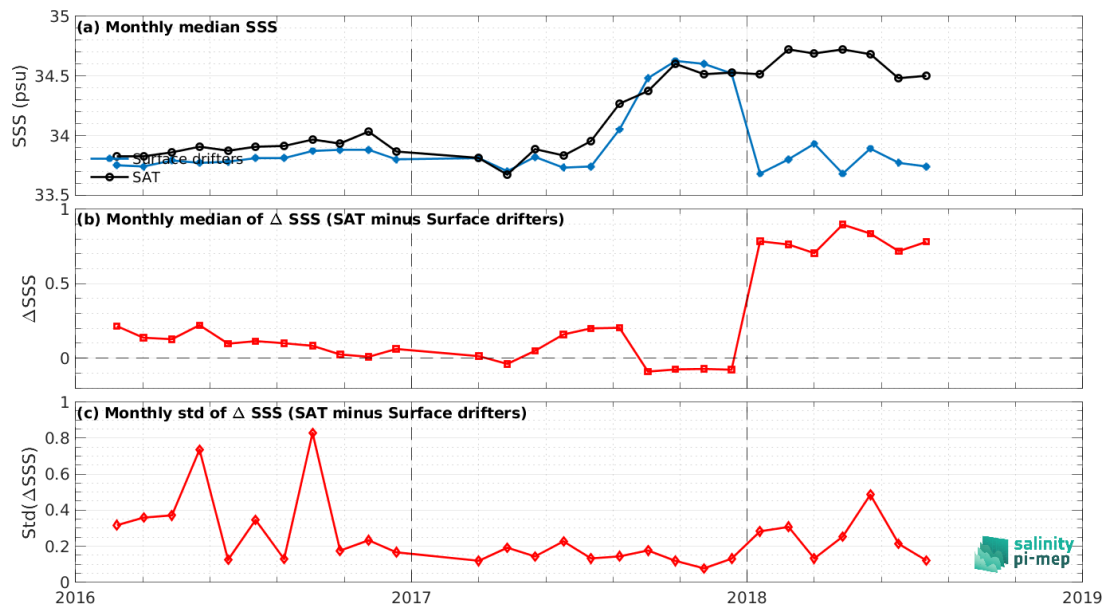 35
(a) Monthly median SSS
34.5
SSS (psu)
34
Surface drifters
SAT
33.5
1
(b) Monthly median of Δ SSS (SAT minus Surface drifters)
0.5
ΔSSS
0
1
(c) Monthly std of Δ SSS (SAT minus Surface drifters)
0.8
0.6
Std(ΔSSS)
0.4
0.2
0
salinity
pi-mep
2016 2017 2018 2019